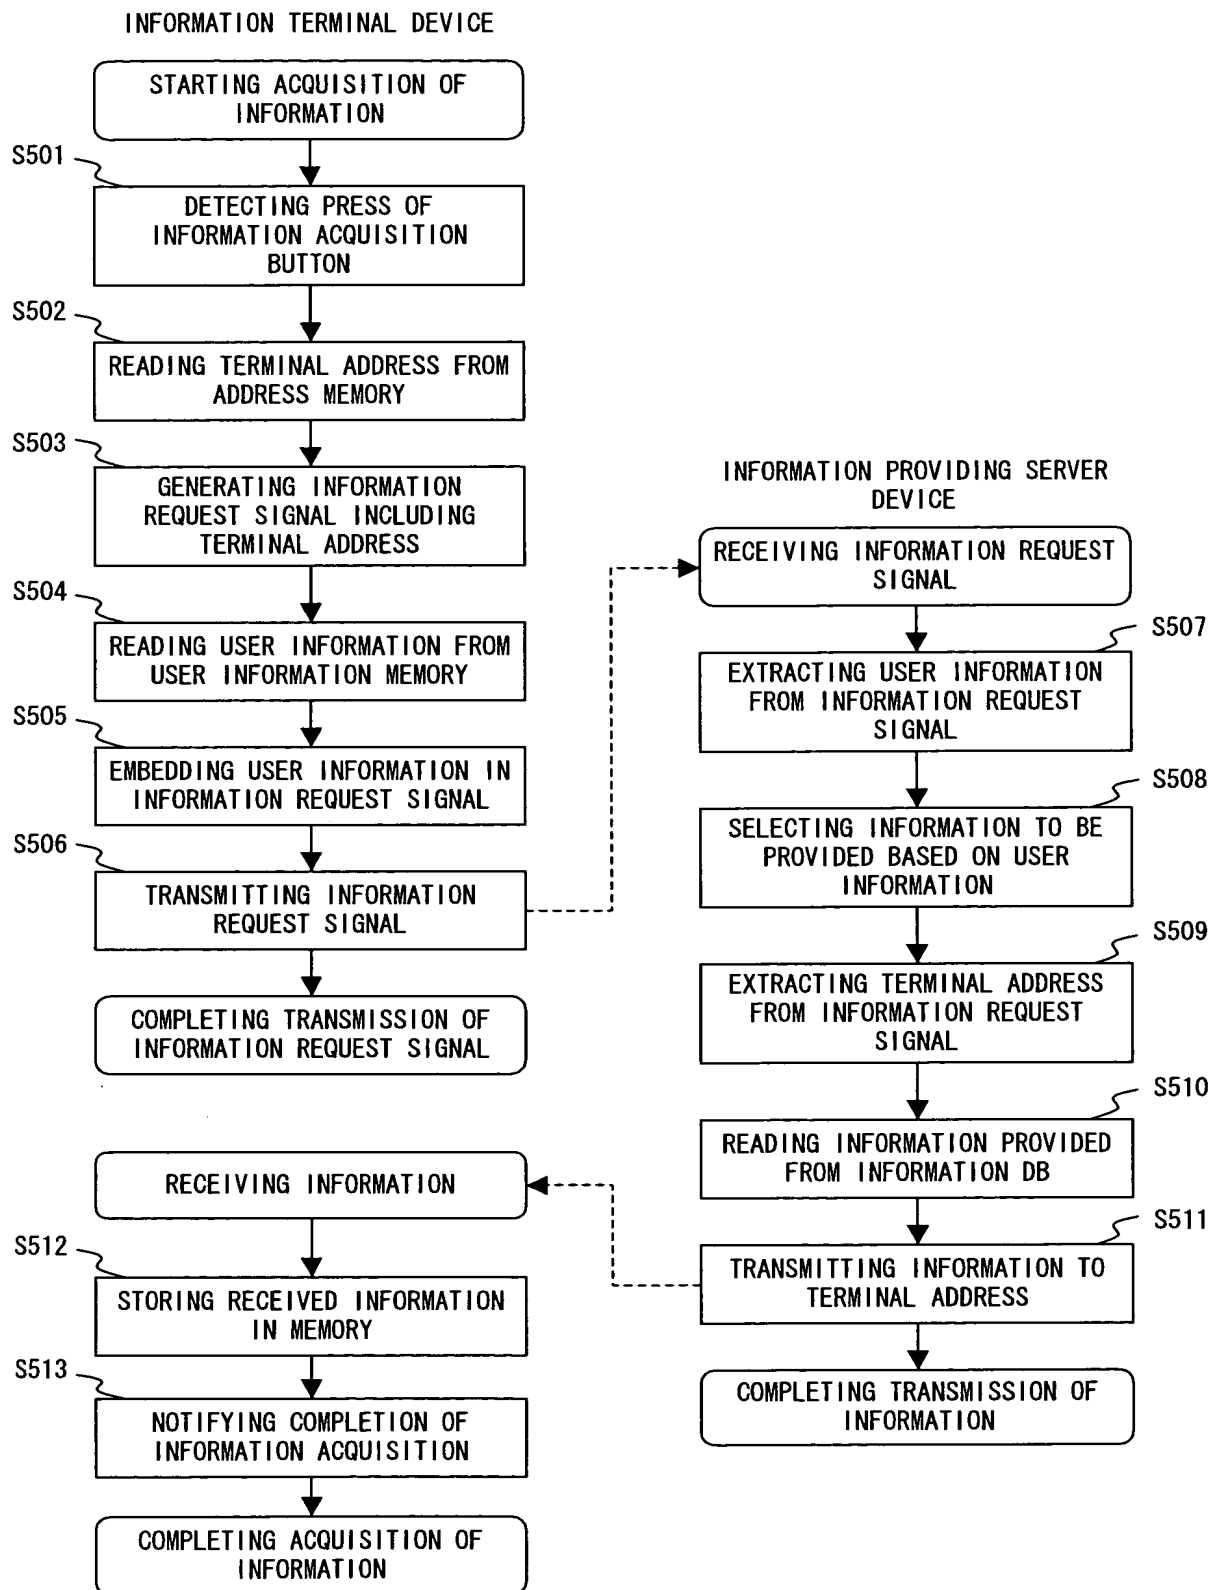 INFORMATION TERMINAL DEVICE
STARTING ACQUISITION OF
INFORMATION
S501
DETECTING PRESS OF
INFORMATION ACQUISITION
BUTTON
S502
READING TERMINAL ADDRESS FROM
ADDRESS MEMORY
S503
GENERATING INFORMATION
REQUEST SIGNAL INCLUDING
TERMINAL ADDRESS
S504
READING USER INFORMATION FROM
USER INFORMATION MEMORY
S505
EMBEDDING USER INFORMATION IN
INFORMATION REQUEST SIGNAL
S506
TRANSMITTING INFORMATION
REQUEST SIGNAL
COMPLETING TRANSMISSION OF
INFORMATION REQUEST SIGNAL
INFORMATION PROVIDING SERVER
DEVICE
RECEIVING INFORMATION REQUEST
SIGNAL
S507
EXTRACTING USER INFORMATION
FROM INFORMATION REQUEST
SIGNAL
S508
SELECTING INFORMATION TO BE
PROVIDED BASED ON USER
INFORMATION
S509
EXTRACTING TERMINAL ADDRESS
FROM INFORMATION REQUEST
SIGNAL
S510
READING INFORMATION PROVIDED
FROM INFORMATION DB
S511
TRANSMITTING INFORMATION TO
TERMINAL ADDRESS
COMPLETING TRANSMISSION OF
INFORMATION
RECEIVING INFORMATION
S512
STORING RECEIVED INFORMATION
IN MEMORY
S513
NOTIFYING COMPLETION OF
INFORMATION ACQUISITION
COMPLETING ACQUISITION OF
INFORMATION